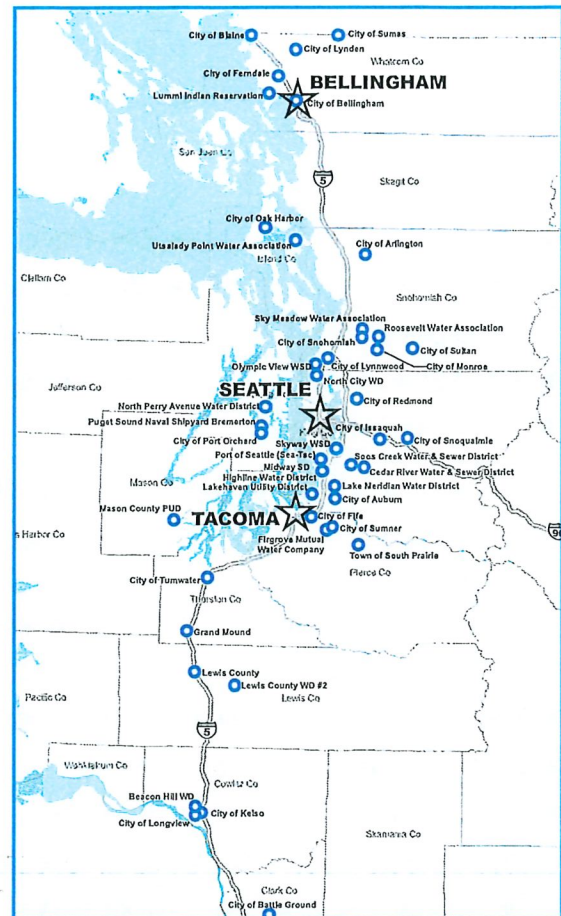 City of Blaine
City of Sumas
City of Lynden
Whatcom Co
City of Ferndale
BELLINGHAM
Lummi Indian Reservation
City of Bellingham
San Juan Co
5
Skagit Co
City of Oak Harbor
Utsalady Point Water Association
Island Co
City of Arlington
Clallam Co
Snohomish Co
Sky Meadow Water Association
Roosevelt Water Association
City of Snohomish
City of Sultan
City of Monroe
Olympic View WSD
City of Lynnwood
North City WD
SEATTLE
Jefferson Co
City of Redmond
North Perry Avenue Water District
Puget Sound Naval Shipyard Bremerton
City of Port Orchard
City of Issaquah
City of Snoqualmie
Skyway WSD
Port of Seattle (Sea-Tac)
Soos Creek Water & Sewer District
Midway SD
Cedar River Water & Sewer District
Highline Water District
Mason Co
Lakehaven Utility District
Lake Meridian Water District
City of Auburn
Mason County PUD
TACOMA
City of Fife
City of Sumner
s Harbor Co
90
Firgrove Mutual
Water Company
Town of South Prairie
Pierce Co
City of Tumwater
Thurston Co
Grand Mound
Lewis County
Lewis County WD #2
Lewis Co
Pacific Co
5
Wahkiakum Co
Cowlitz Co
Beacon Hill WD
City of Kelso
City of Longview
Skamania Co
Clark Co
City of Battle Ground